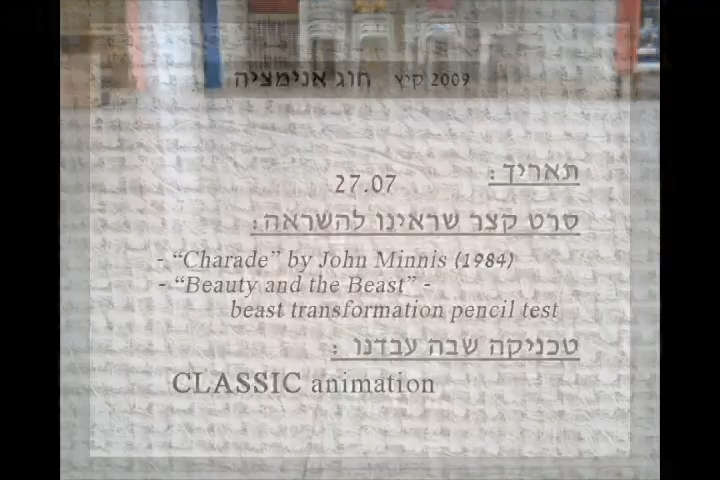 חוג אנימציה קיץ 2009
תאריך:
27.07
סרט קצר שראינו להשראה:
- “Charade” by John Minnis (1984)
- “Beauty and the Beast” -
beast transformation pencil test
טכניקה שבה עבדנו :
CLASSIC animation